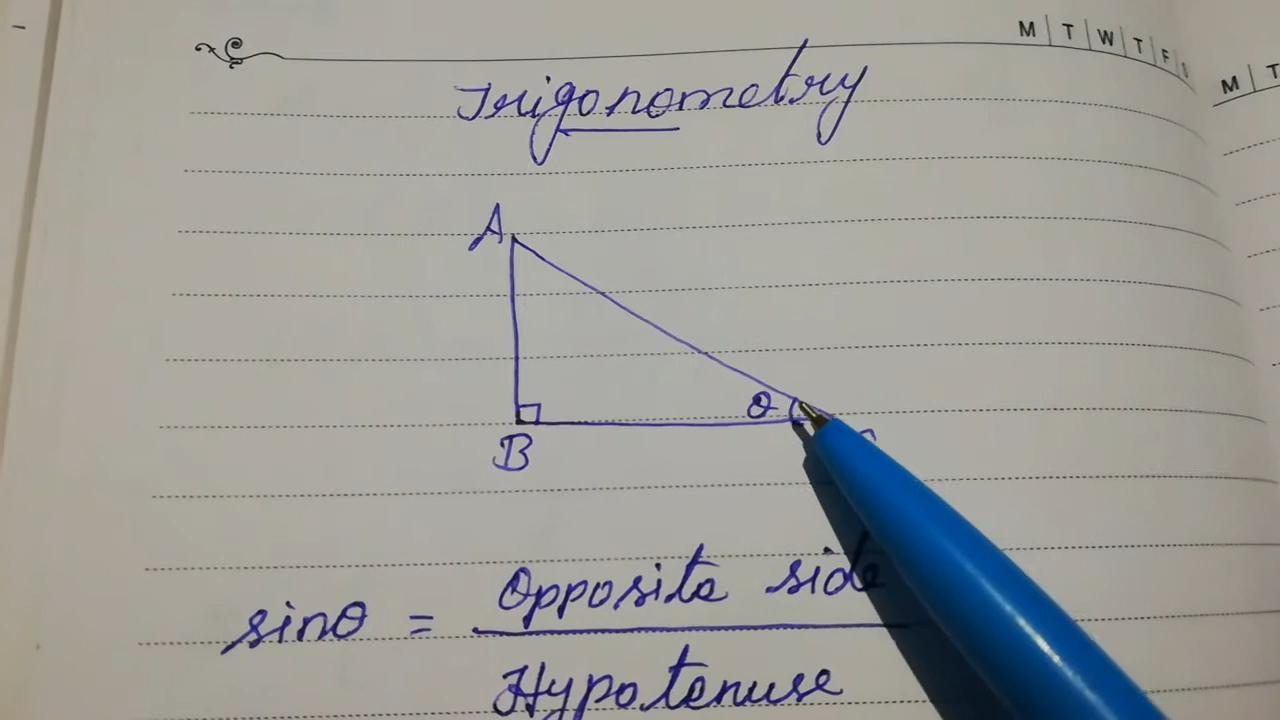 M T W T F
M T
Trigonometry
A
θ
B
sinθ = Opposite side
Hypotenuse